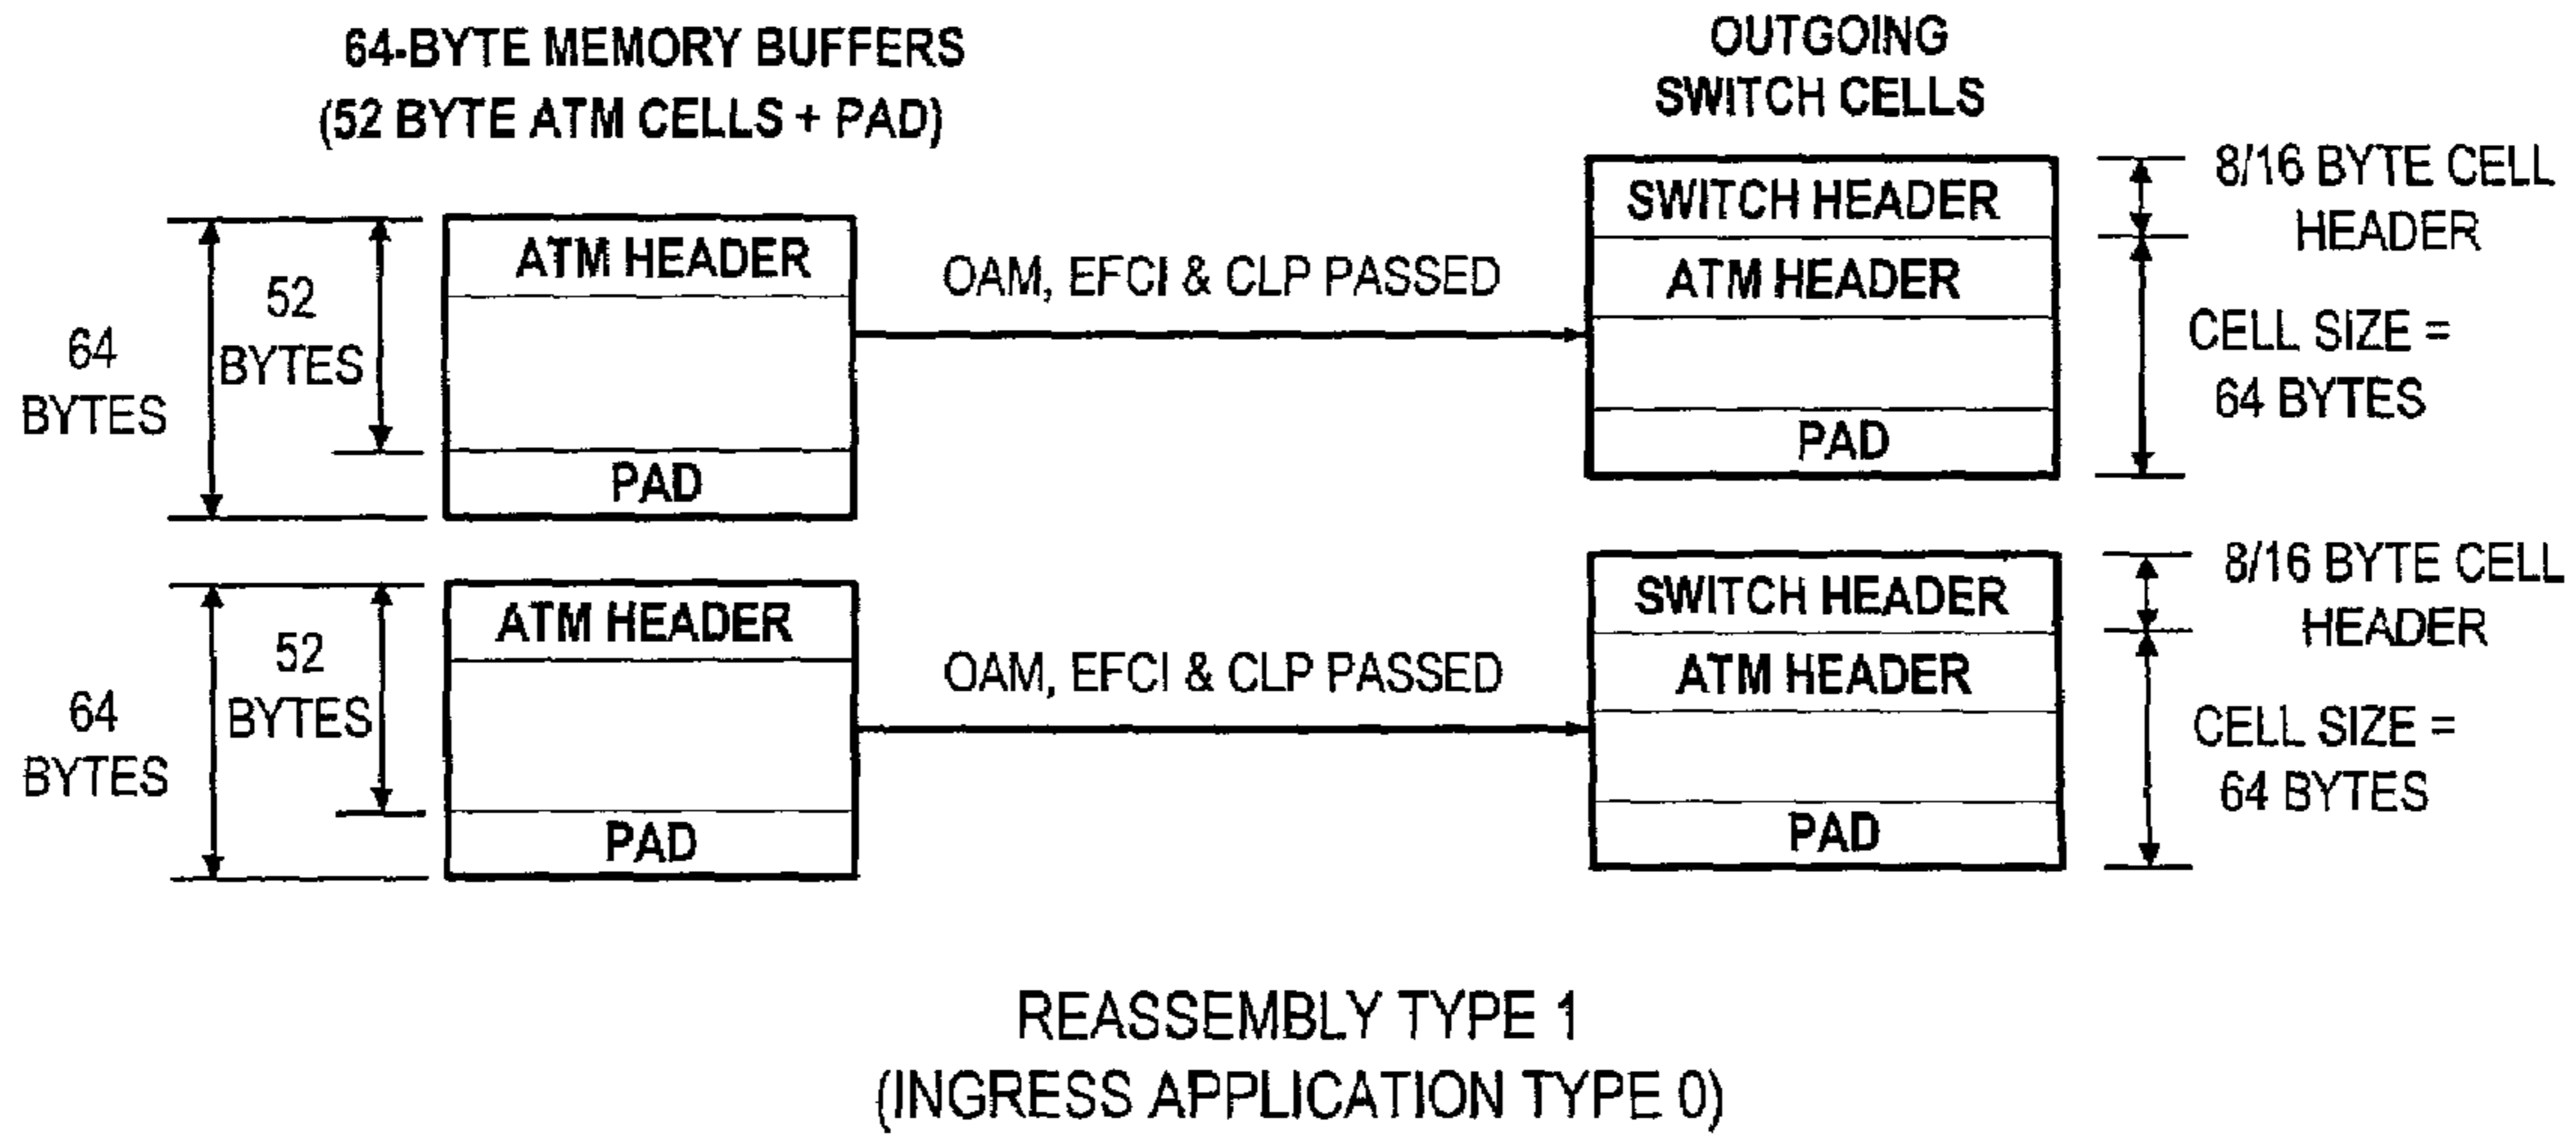 64-BYTE MEMORY BUFFERS
(52 BYTE ATM CELLS + PAD)
OUTGOING
SWITCH CELLS
64
BYTES
52
BYTES
ATM HEADER
PAD
OAM, EFCI & CLP PASSED
SWITCH HEADER
ATM HEADER
PAD
8/16 BYTE CELL
HEADER
CELL SIZE =
64 BYTES
64
BYTES
52
BYTES
ATM HEADER
PAD
OAM, EFCI & CLP PASSED
SWITCH HEADER
ATM HEADER
PAD
8/16 BYTE CELL
HEADER
CELL SIZE =
64 BYTES
REASSEMBLY TYPE 1
(INGRESS APPLICATION TYPE 0)